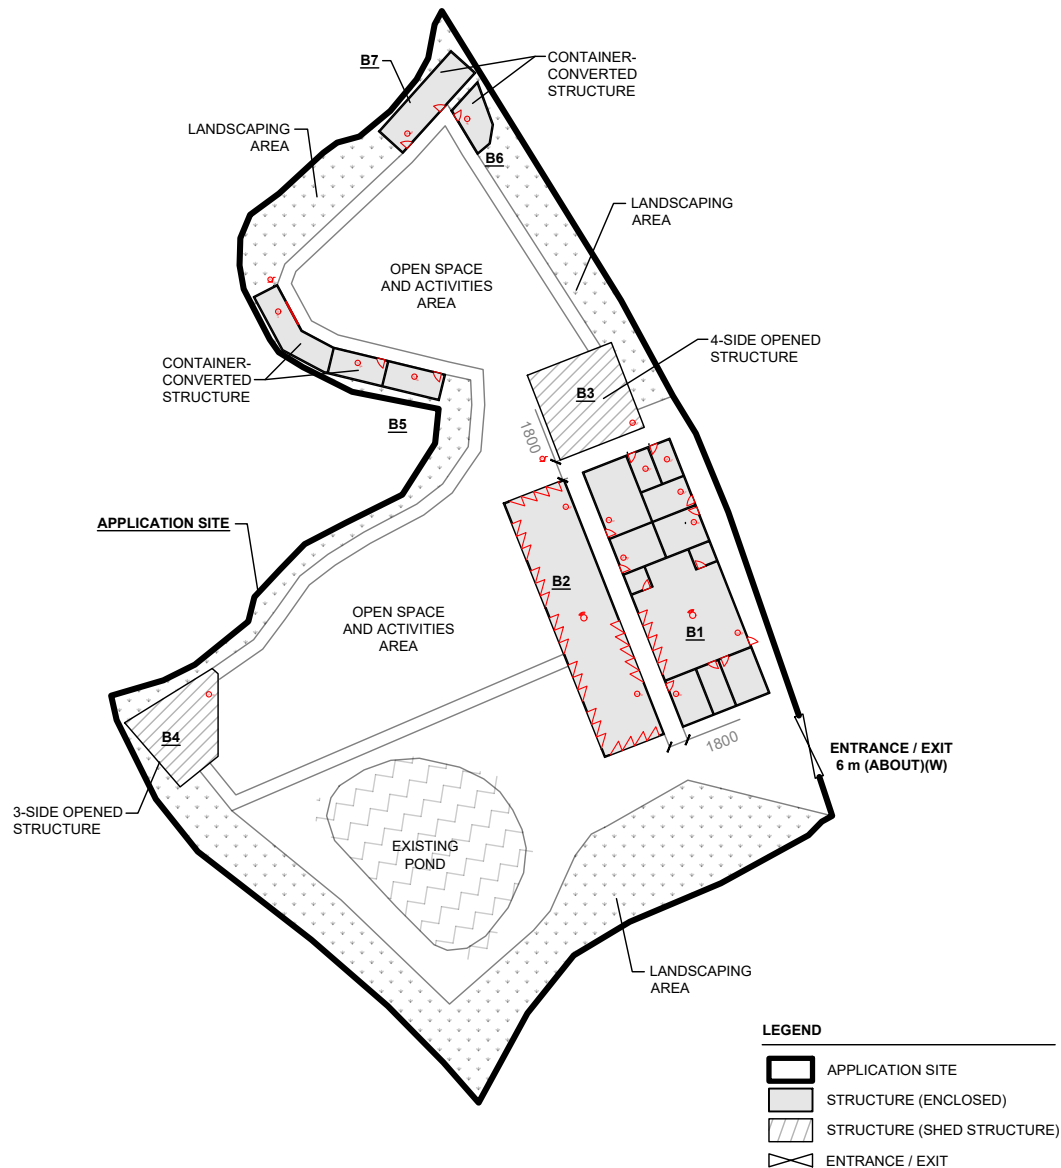 B7
CONTAINER-
CONVERTED
STRUCTURE
LANDSCAPING
AREA
B6
LANDSCAPING
AREA
OPEN SPACE
AND ACTIVITIES
AREA
4-SIDE OPENED
STRUCTURE
CONTAINER-
CONVERTED
STRUCTURE
B3
B5
1800
APPLICATION SITE
B2
OPEN SPACE
AND ACTIVITIES
AREA
B1
B4
1800
ENTRANCE / EXIT
6 m (ABOUT)(W)
3-SIDE OPENED
STRUCTURE
EXISTING
POND
LANDSCAPING
AREA
LEGEND
APPLICATION SITE
STRUCTURE (ENCLOSED)
STRUCTURE (SHED STRUCTURE)
ENTRANCE / EXIT